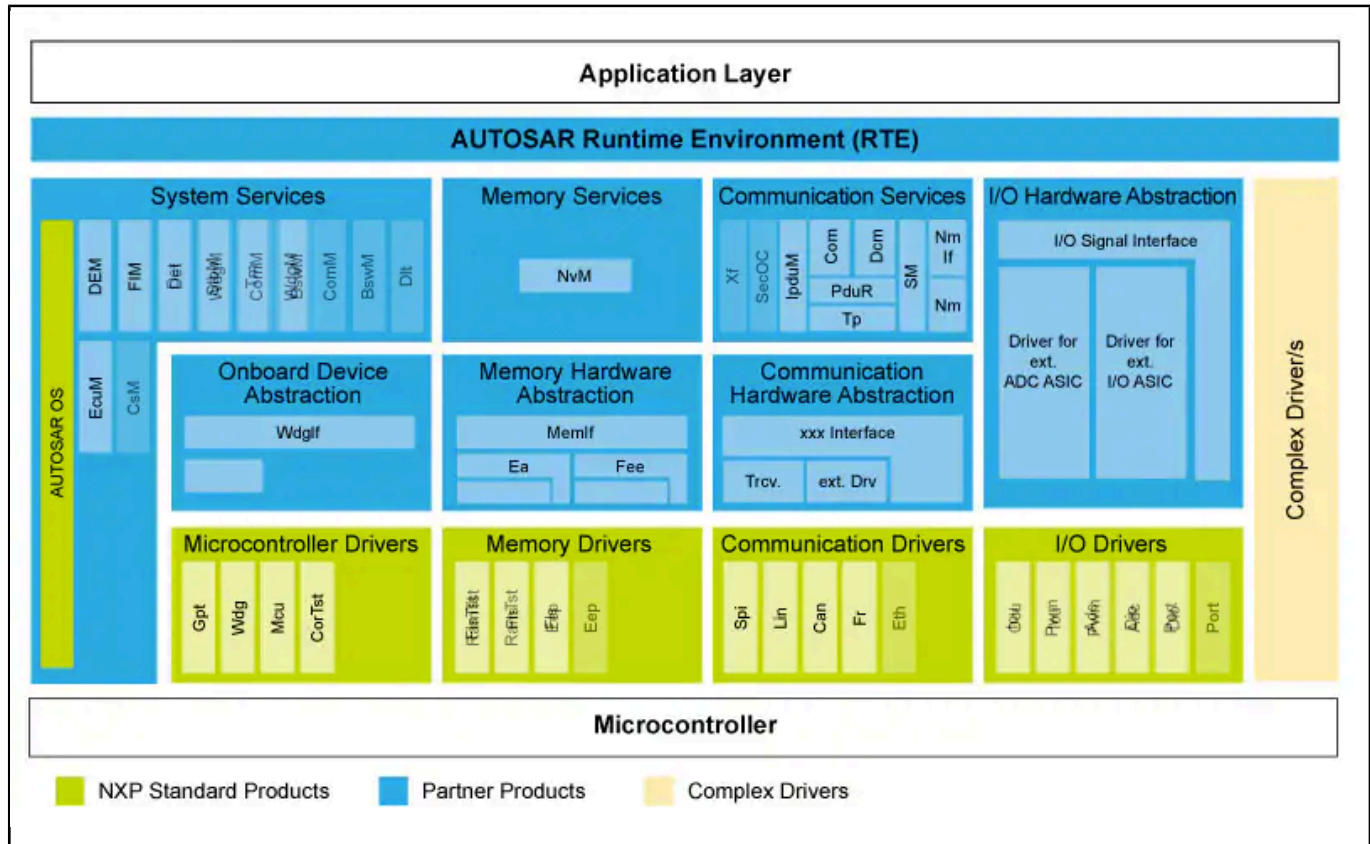 Application Layer
AUTOSAR Runtime Environment (RTE)
System Services
AUTOSAR OS
DEM
FIM
Det
ComM
BswM
Dlt
EcuM
CsM
Memory Services
NvM
Communication Services
Xf
SecOC
IpduM
Com
Dcm
PduR
Tp
SM
Nm
If
Nm
I/O Hardware Abstraction
I/O Signal Interface
Driver for
ext.
ADC ASIC
Driver for
ext.
I/O ASIC
Complex Driver/s
Onboard Device
Abstraction
WdgIf
Memory Hardware
Abstraction
MemIf
Ea
Fee
Communication
Hardware Abstraction
xxx Interface
Trcv.
ext. Drv
Microcontroller Drivers
Gpt
Wdg
Mcu
CorTst
Memory Drivers
Eep
Communication Drivers
Spi
Lin
Can
Fr
Eth
I/O Drivers
Port
Microcontroller
NXP Standard Products
Partner Products
Complex Drivers